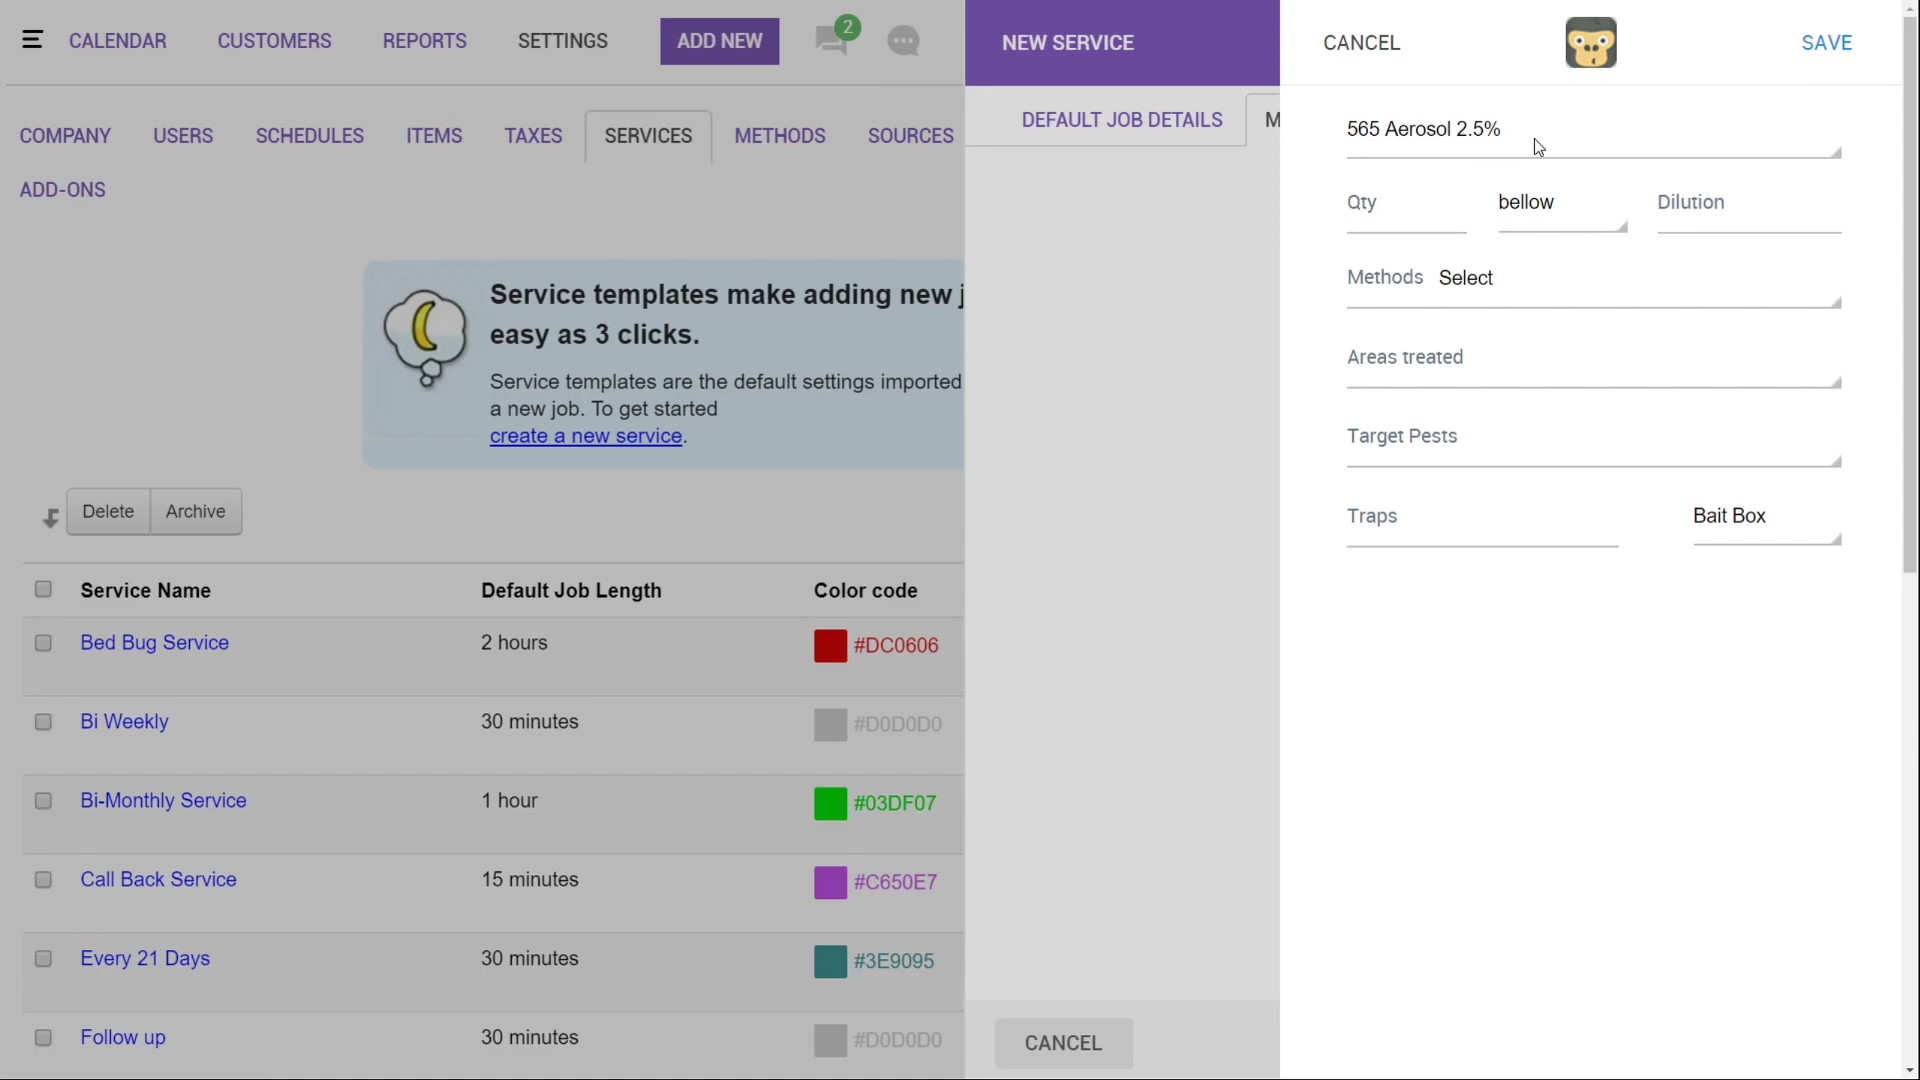 CALENDAR CUSTOMERS REPORTS SETTINGS ADD NEW 2
COMPANY USERS SCHEDULES ITEMS TAXES SERVICES METHODS SOURCES
ADD-ONS
Service templates make adding new j
easy as 3 clicks.
Service templates are the default settings imported
a new job. To get started
create a new service.
Delete Archive
Service Name Default Job Length Color code
Bed Bug Service 2 hours #DC0606
Bi Weekly 30 minutes #D0D0D0
Bi-Monthly Service 1 hour #03DF07
Call Back Service 15 minutes #C650E7
Every 21 Days 30 minutes #3E9095
Follow up 30 minutes #D0D0D0
NEW SERVICE
DEFAULT JOB DETAILS M
CANCEL
CANCEL SAVE
565 Aerosol 2.5%
Qty bellow Dilution
Methods Select
Areas treated
Target Pests
Traps Bait Box